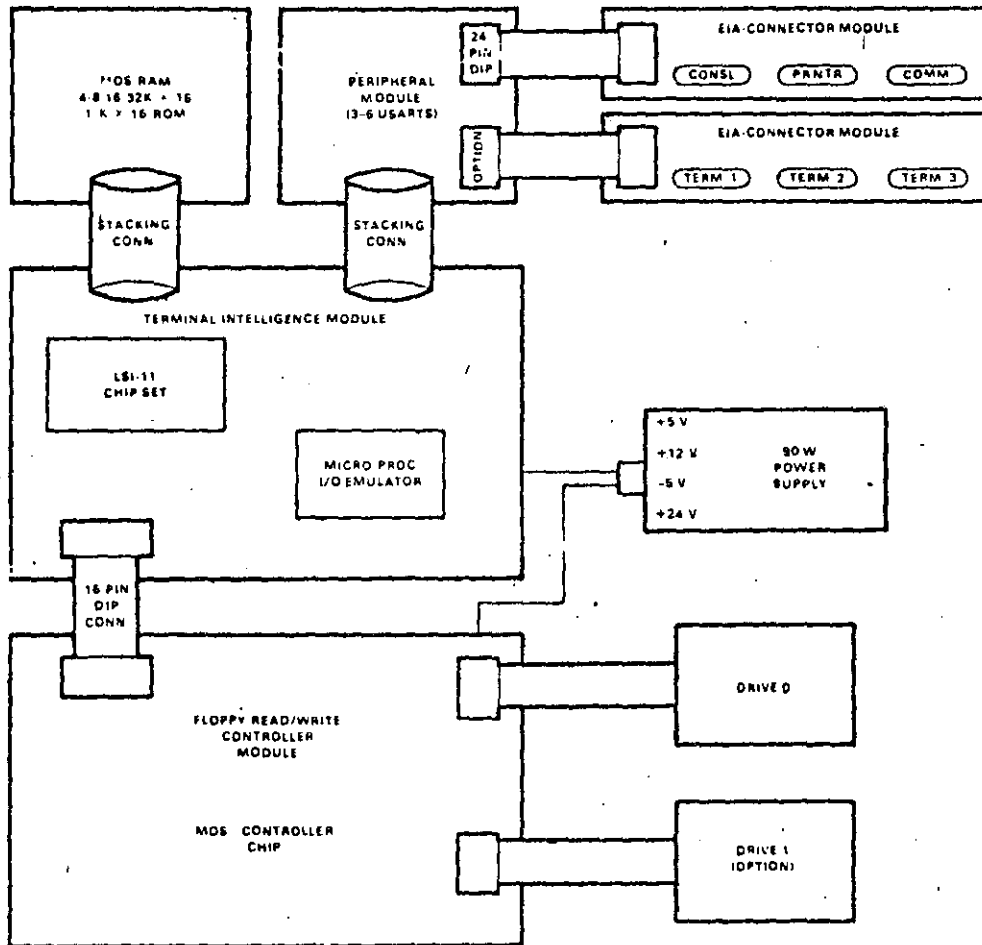 MOS RAM
4-8 16 32K × 16
1 K × 16 ROM
PERIPHERAL
MODULE
(3-6 USARTS)
24
PIN
DIP
OPTION
EIA-CONNECTOR MODULE
CONSL
PRNTR
COMM
EIA-CONNECTOR MODULE
TERM 1
TERM 2
TERM 3
STACKING
CONN
STACKING
CONN
TERMINAL INTELLIGENCE MODULE
LSI-11
CHIP SET
MICRO PROC
I/O EMULATOR
+5 V
+12 V
-5 V
+24 V
90 W
POWER
SUPPLY
16 PIN
DIP
CONN
FLOPPY READ/WRITE
CONTROLLER
MODULE
MOS CONTROLLER
CHIP
DRIVE 0
DRIVE 1
(OPTION)